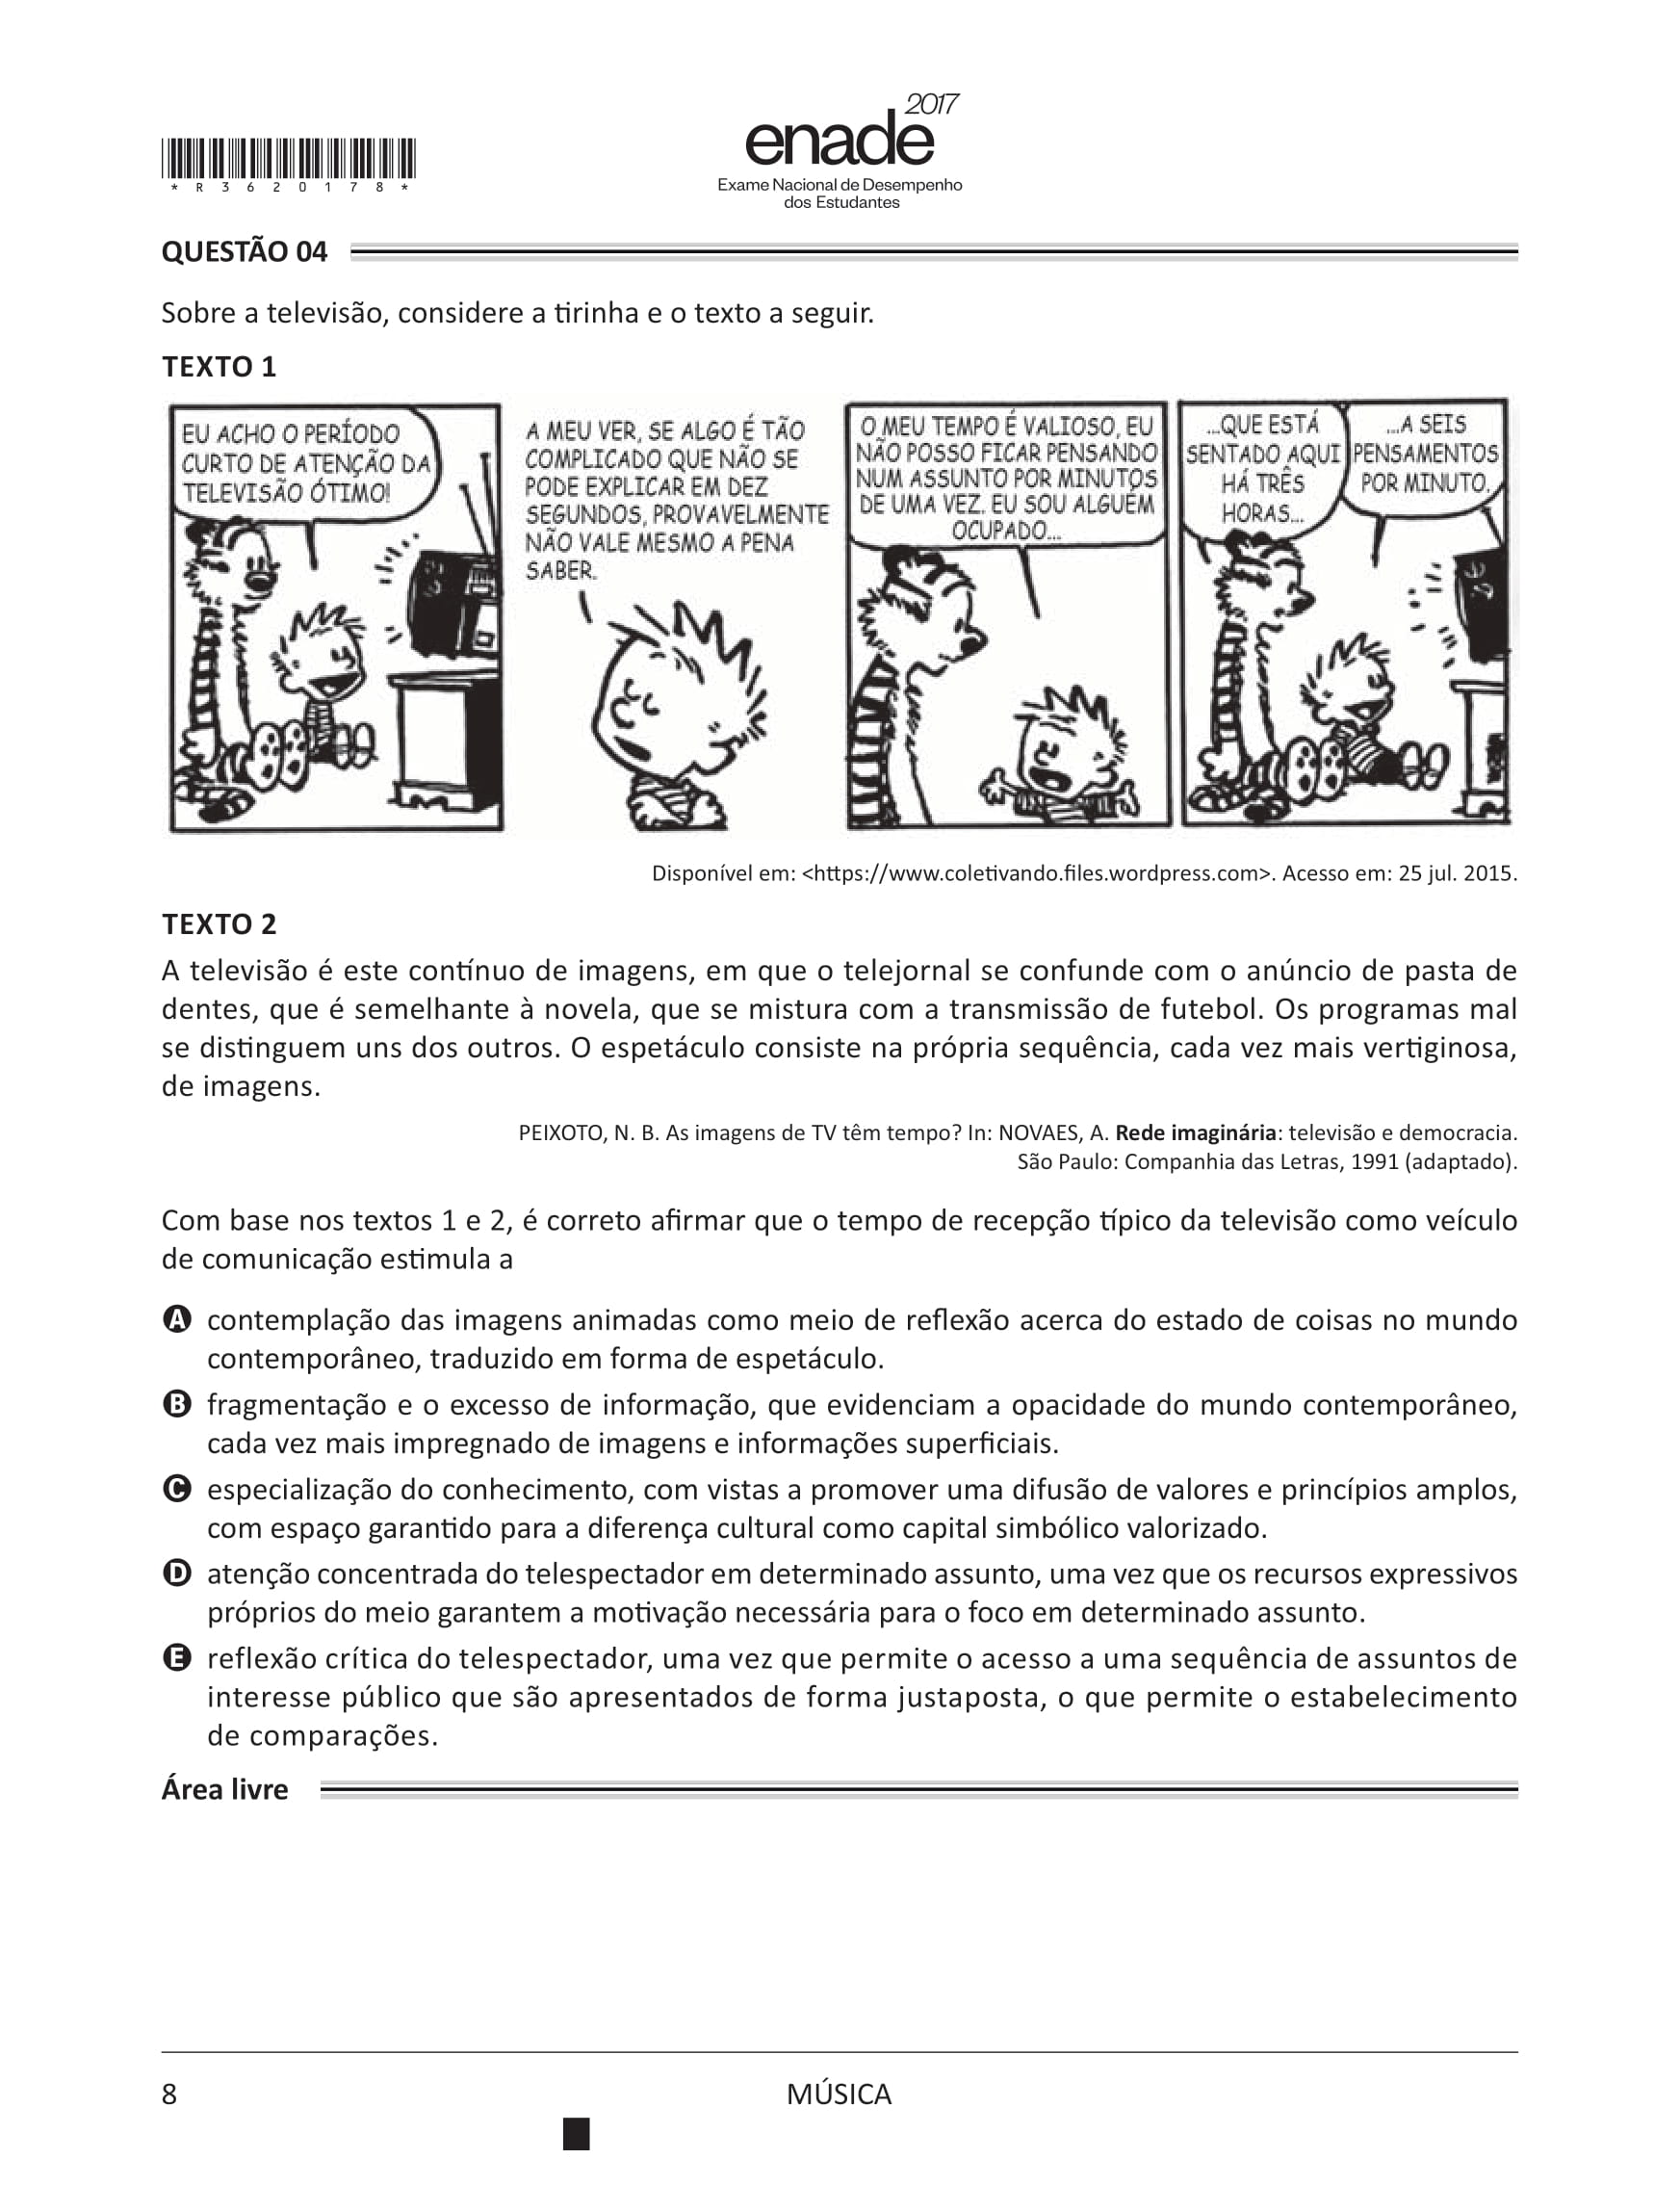 2017
enade
Exame Nacional de Desempenho
dos Estudantes
* R 3 6 2 0 1 7 8 *
QUESTÃO 04
Sobre a televisão, considere a tirinha e o texto a seguir.
TEXTO 1
EU ACHO O PERÍODO
CURTO DE ATENÇÃO DA
TELEVISÃO ÓTIMO!
A MEU VER, SE ALGO É TÃO
COMPLICADO QUE NÃO SE
PODE EXPLICAR EM DEZ
SEGUNDOS, PROVAVELMENTE
NÃO VALE MESMO A PENA
SABER.
O MEU TEMPO É VALIOSO, EU
NÃO POSSO FICAR PENSANDO
NUM ASSUNTO POR MINUTOS
DE UMA VEZ. EU SOU ALGUÉM
OCUPADO...
...QUE ESTÁ
SENTADO AQUI
HÁ TRÊS
HORAS...
...A SEIS
PENSAMENTOS
POR MINUTO.
Disponível em: <https://www.coletivando.files.wordpress.com>. Acesso em: 25 jul. 2015.
TEXTO 2
A televisão é este contínuo de imagens, em que o telejornal se confunde com o anúncio de pasta de
dentes, que é semelhante à novela, que se mistura com a transmissão de futebol. Os programas mal
se distinguem uns dos outros. O espetáculo consiste na própria sequência, cada vez mais vertiginosa,
de imagens.
PEIXOTO, N. B. As imagens de TV têm tempo? In: NOVAES, A. Rede imaginária: televisão e democracia.
São Paulo: Companhia das Letras, 1991 (adaptado).
Com base nos textos 1 e 2, é correto afirmar que o tempo de recepção típico da televisão como veículo
de comunicação estimula a
A contemplação das imagens animadas como meio de reflexão acerca do estado de coisas no mundo
contemporâneo, traduzido em forma de espetáculo.
B fragmentação e o excesso de informação, que evidenciam a opacidade do mundo contemporâneo,
cada vez mais impregnado de imagens e informações superficiais.
C especialização do conhecimento, com vistas a promover uma difusão de valores e princípios amplos,
com espaço garantido para a diferença cultural como capital simbólico valorizado.
D atenção concentrada do telespectador em determinado assunto, uma vez que os recursos expressivos
próprios do meio garantem a motivação necessária para o foco em determinado assunto.
E reflexão crítica do telespectador, uma vez que permite o acesso a uma sequência de assuntos de
interesse público que são apresentados de forma justaposta, o que permite o estabelecimento
de comparações.
Área livre
8
MÚSICA